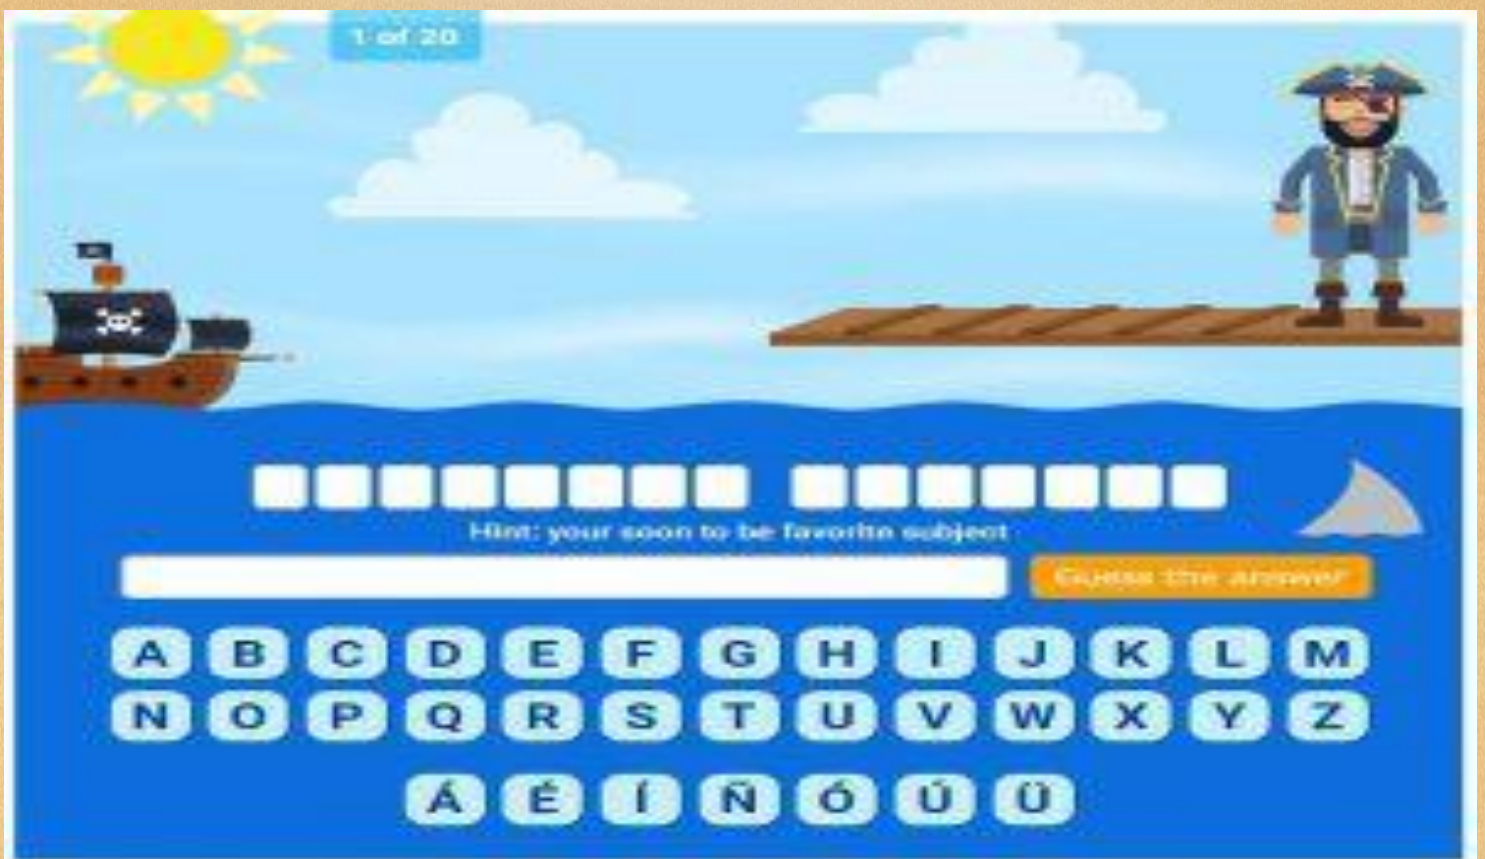 1 of 20
Hint: your soon to be favorite subject
Guess the answer
A B C D E F G H I J K L M
N O P Q R S T U V W X Y Z
Á É Í Ñ Ó Ú Ü